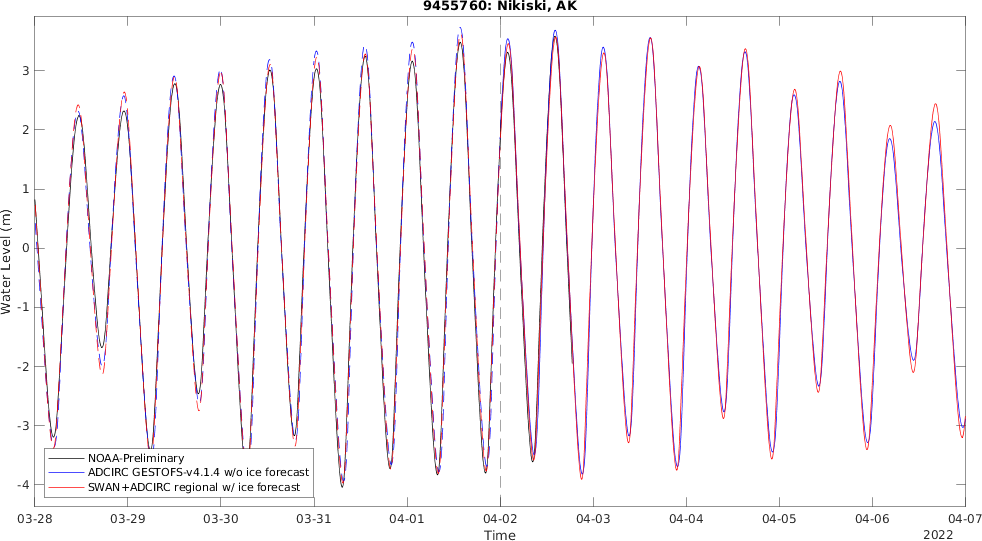 9455760: Nikiski, AK
Water Level (m)
3
2
1
0
-1
-2
-3
-4
NOAA-Preliminary
ADCIRC GESTOFS-v4.1.4 w/o ice forecast
SWAN+ADCIRC regional w/ ice forecast
03-28 03-29 03-30 03-31 04-01 04-02 04-03 04-04 04-05 04-06 04-07
Time
2022